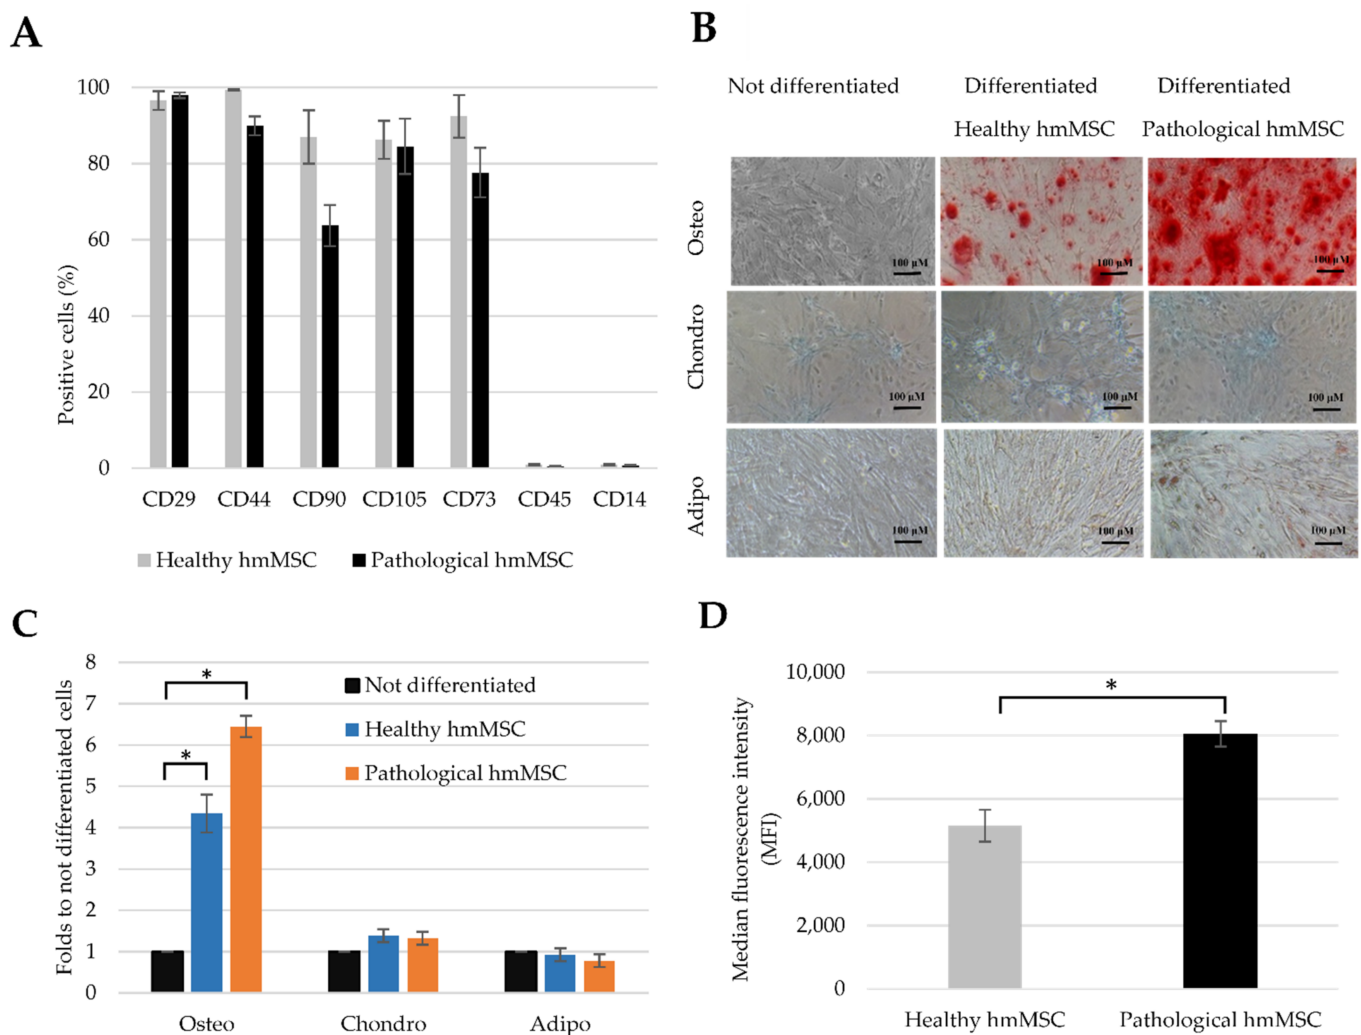 A
100
80
60
40
20
0
Positive cells (%)
CD29 CD44 CD90 CD105 CD73 CD45 CD14
Healthy hmMSC Pathological hmMSC
B
Not differentiated Differentiated Differentiated
Healthy hmMSC Pathological hmMSC
Osteo
100 µM 100 µM 100 µM
Chondro
100 µM 100 µM 100 µM
Adipo
100 µM 100 µM 100 µM
C
8
7
6
5
4
3
2
1
0
Folds to not differentiated cells
* *
Not differentiated
Healthy hmMSC
Pathological hmMSC
Osteo Chondro Adipo
D
10,000
8,000
6,000
4,000
2,000
0
Median fluorescence intensity
(MFI)
*
Healthy hmMSC Pathological hmMSC